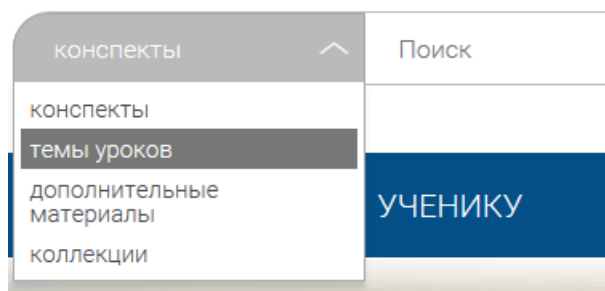 конспекты
Поиск
конспекты
темы уроков
дополнительные
материалы
коллекции
УЧЕНИКУ